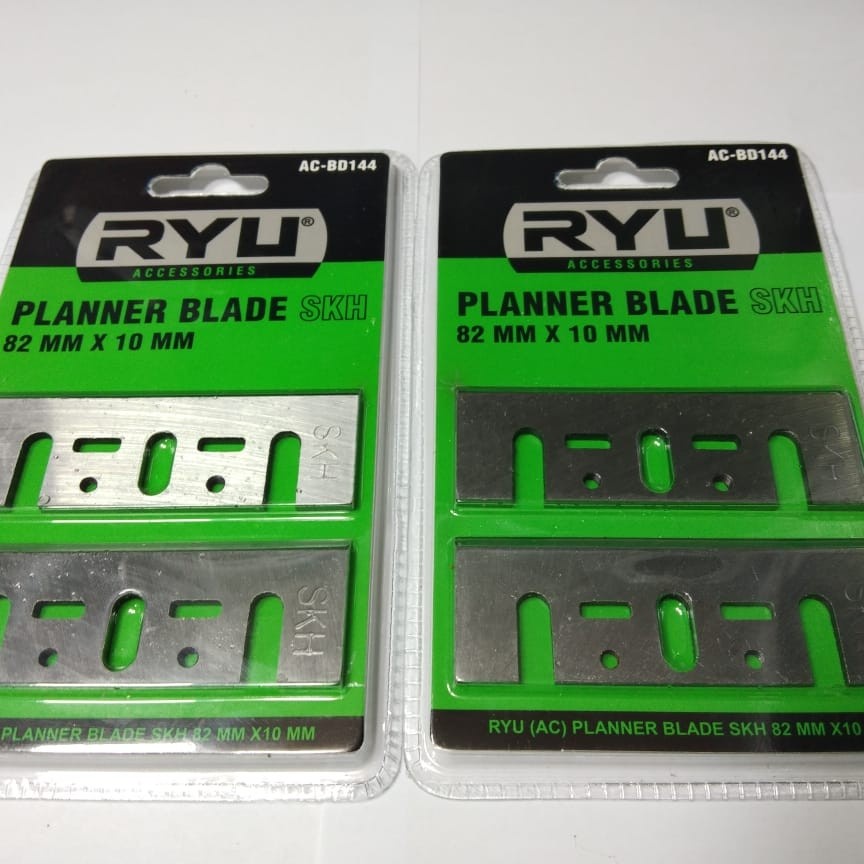 AC-BD144
RYU®
ACCESSORIES
PLANNER BLADE SKH
82 MM X 10 MM
SKH
SKH
PLANNER BLADE SKH 82 MM X10 MM
AC-BD144
RYU®
ACCESSORIES
PLANNER BLADE SKH
82 MM X 10 MM
SKH
RYU (AC) PLANNER BLADE SKH 82 MM X10